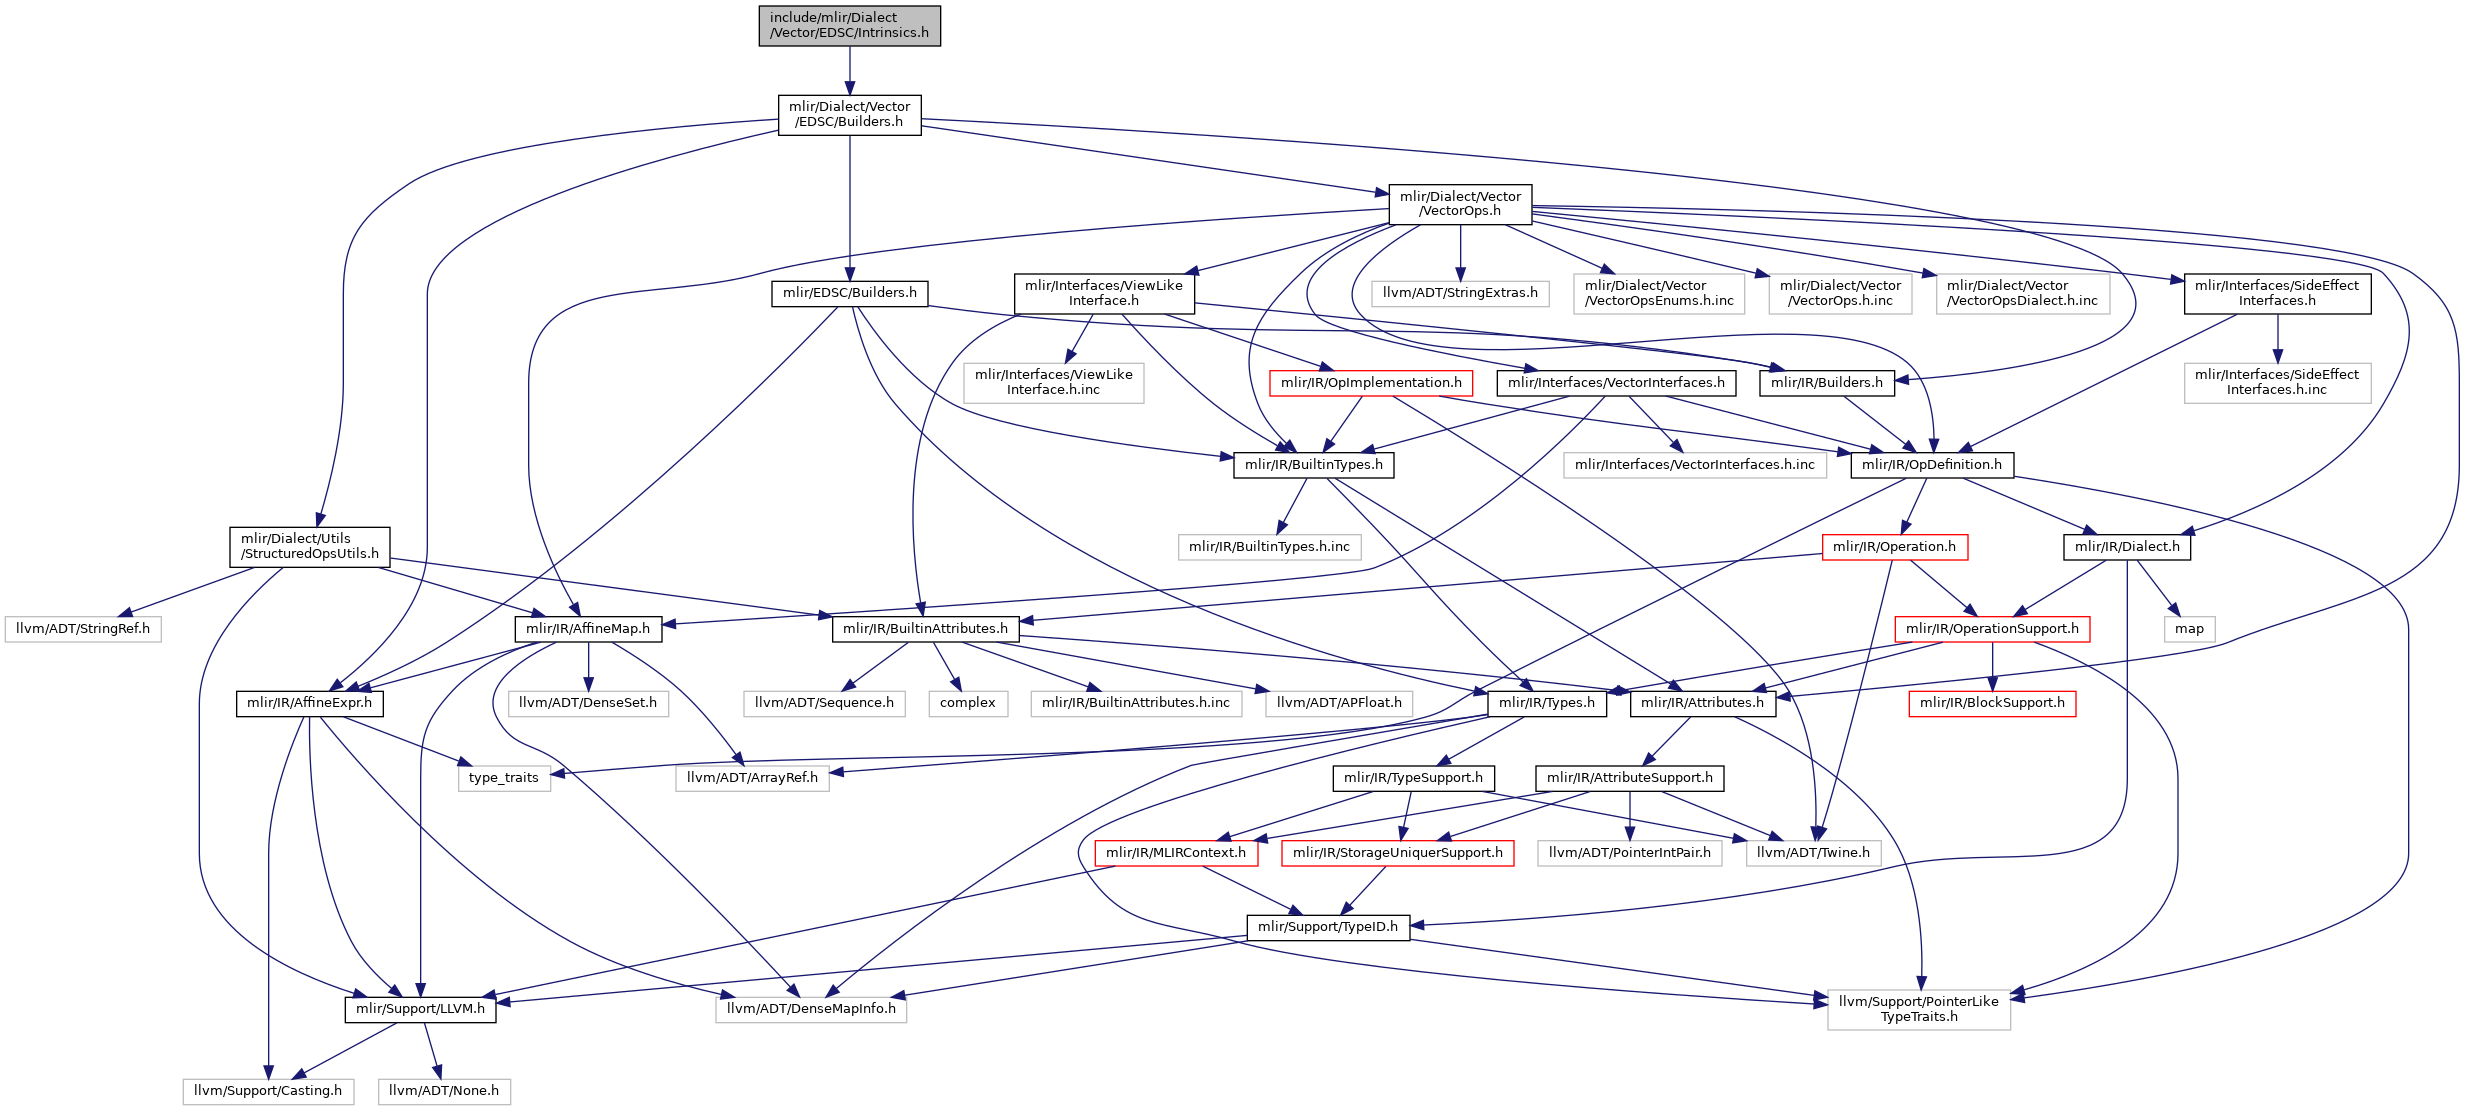 include/mlir/Dialect
/Vector/EDSC/Intrinsics.h
mlir/Dialect/Vector
/EDSC/Builders.h
mlir/Dialect/Vector
/VectorOps.h
mlir/EDSC/Builders.h
mlir/Interfaces/ViewLike
Interface.h
llvm/ADT/StringExtras.h
mlir/Dialect/Vector
/VectorOpsEnums.h.inc
mlir/Dialect/Vector
/VectorOps.h.inc
mlir/Dialect/Vector
/VectorOpsDialect.h.inc
mlir/Interfaces/SideEffect
Interfaces.h
mlir/Interfaces/ViewLike
Interface.h.inc
mlir/IR/OpImplementation.h
mlir/Interfaces/VectorInterfaces.h
mlir/IR/Builders.h
mlir/Interfaces/SideEffect
Interfaces.h.inc
mlir/IR/BuiltinTypes.h
mlir/Interfaces/VectorInterfaces.h.inc
mlir/IR/OpDefinition.h
mlir/Dialect/Utils
/StructuredOpsUtils.h
mlir/IR/BuiltinTypes.h.inc
mlir/IR/Operation.h
mlir/IR/Dialect.h
llvm/ADT/StringRef.h
mlir/IR/AffineMap.h
mlir/IR/BuiltinAttributes.h
mlir/IR/OperationSupport.h
map
mlir/IR/AffineExpr.h
llvm/ADT/DenseSet.h
llvm/ADT/Sequence.h
complex
mlir/IR/BuiltinAttributes.h.inc
llvm/ADT/APFloat.h
mlir/IR/Types.h
mlir/IR/Attributes.h
mlir/IR/BlockSupport.h
type_traits
llvm/ADT/ArrayRef.h
mlir/IR/TypeSupport.h
mlir/IR/AttributeSupport.h
mlir/IR/MLIRContext.h
mlir/IR/StorageUniquerSupport.h
llvm/ADT/PointerIntPair.h
llvm/ADT/Twine.h
mlir/Support/TypeID.h
mlir/Support/LLVM.h
llvm/ADT/DenseMapInfo.h
llvm/Support/PointerLike
TypeTraits.h
llvm/Support/Casting.h
llvm/ADT/None.h